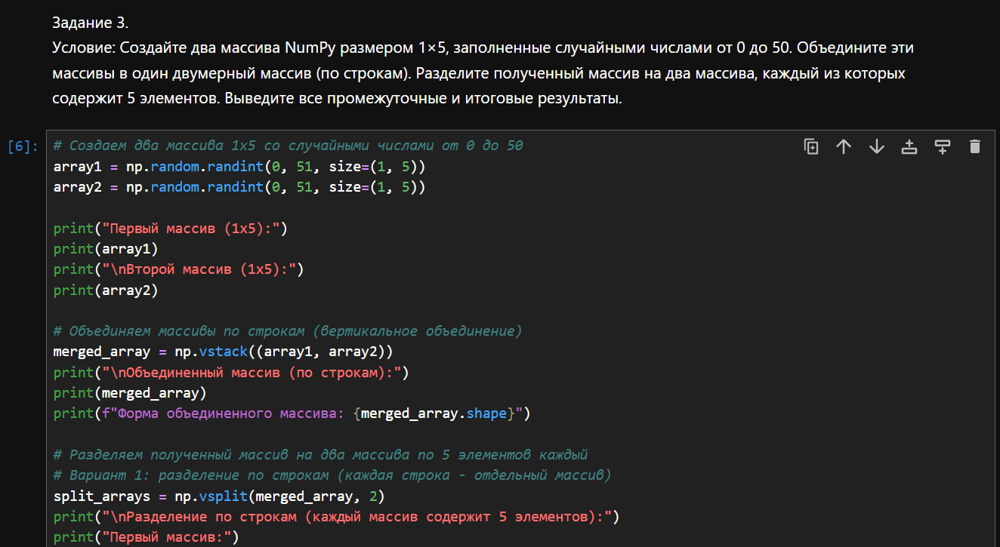 Задание 3.
Условие: Создайте два массива NumPy размером 1×5, заполненные случайными числами от 0 до 50. Объедините эти
массивы в один двумерный массив (по строкам). Разделите полученный массив на два массива, каждый из которых
содержит 5 элементов. Выведите все промежуточные и итоговые результаты.
[6]:
# Создаем два массива 1x5 со случайными числами от 0 до 50
array1 = np.random.randint(0, 51, size=(1, 5))
array2 = np.random.randint(0, 51, size=(1, 5))
print("Первый массив (1x5):")
print(array1)
print("\nВторой массив (1x5):")
print(array2)
# Объединяем массивы по строкам (вертикальное объединение)
merged_array = np.vstack((array1, array2))
print("\nОбъединенный массив (по строкам):")
print(merged_array)
print(f"Форма объединенного массива: {merged_array.shape}")
# Разделяем полученный массив на два массива по 5 элементов каждый
# Вариант 1: разделение по строкам (каждая строка - отдельный массив)
split_arrays = np.vsplit(merged_array, 2)
print("\nРазделение по строкам (каждый массив содержит 5 элементов):")
print("Первый массив:")